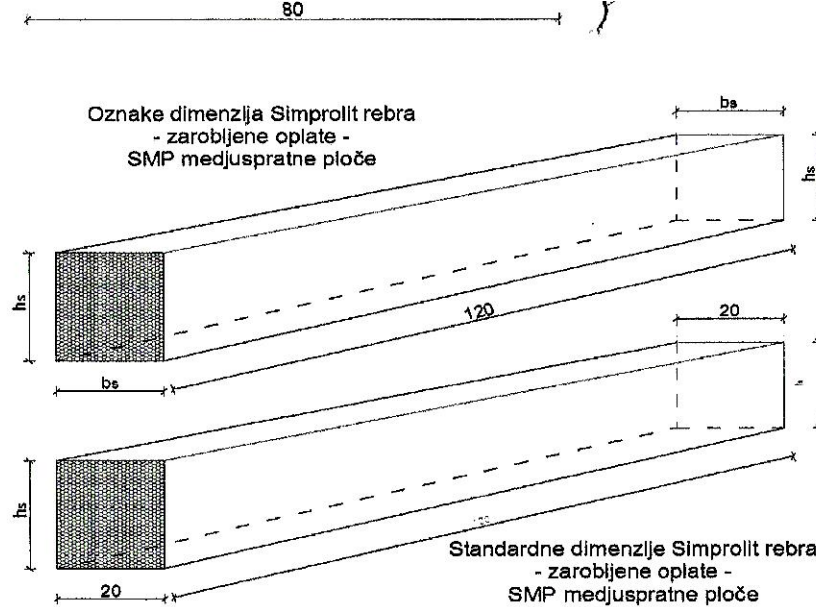 80
Oznake dimenzija Simprolit rebra
- zarobljene oplate -
SMP medjuspratne ploče
bs
hs
hs
120
bs
20
hs
20
Standardne dimenzije Simprolit rebra
- zarobljene oplate -
SMP medjuspratne ploče